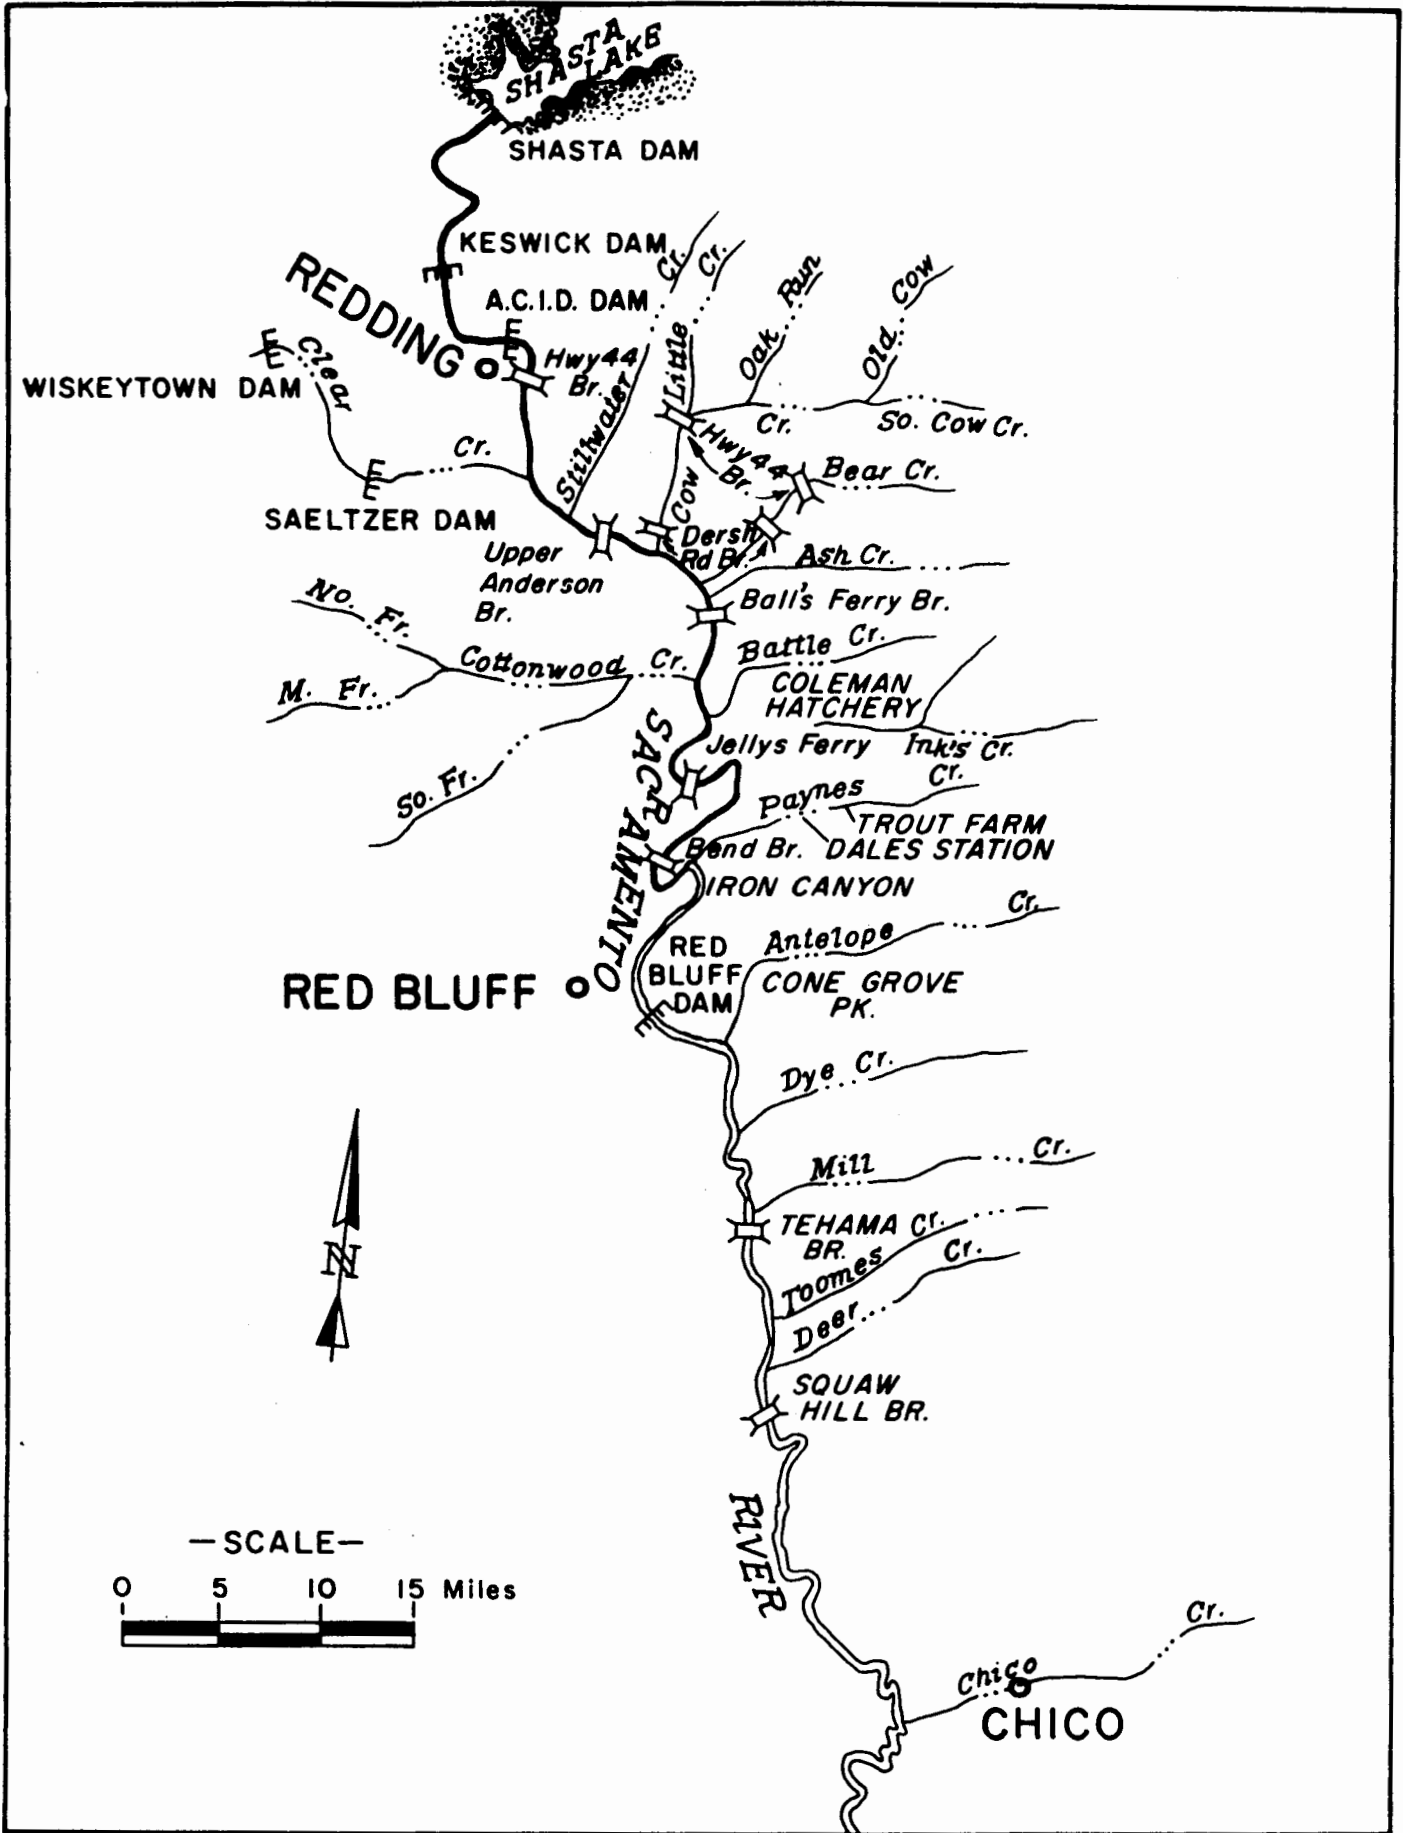 SHASTA
LAKE
SHASTA DAM
KESWICK DAM
Cr.
Cr.
REDDING
A.C.I.D. DAM
Oak Run
Old Cow
Clear
WISKEYTOWN DAM
Hwy 44
Br.
Little
Stillwater
Cr.
So. Cow Cr.
Cr.
Hwy 44
Br.
Bear Cr.
Cow
SAELTZER DAM
Dersh
Rd Br.
Upper
Anderson
Br.
Ash Cr.
Ball's Ferry Br.
No. Fr.
Battle Cr.
Cottonwood Cr.
M. Fr.
COLEMAN
HATCHERY
Jellys Ferry
Ink's Cr.
So. Fr.
SACRAMENTO
Paynes Cr.
TROUT FARM
Bend Br.
DALES STATION
IRON CANYON
Antelope Cr.
RED
BLUFF
DAM
RED BLUFF
CONE GROVE
PK.
Dye Cr.
Mill Cr.
TEHAMA
BR.
Toomes Cr.
Deer Cr.
N
SQUAW
HILL BR.
RIVER
—SCALE—
0 5 10 15 Miles
Chico Cr.
CHICO